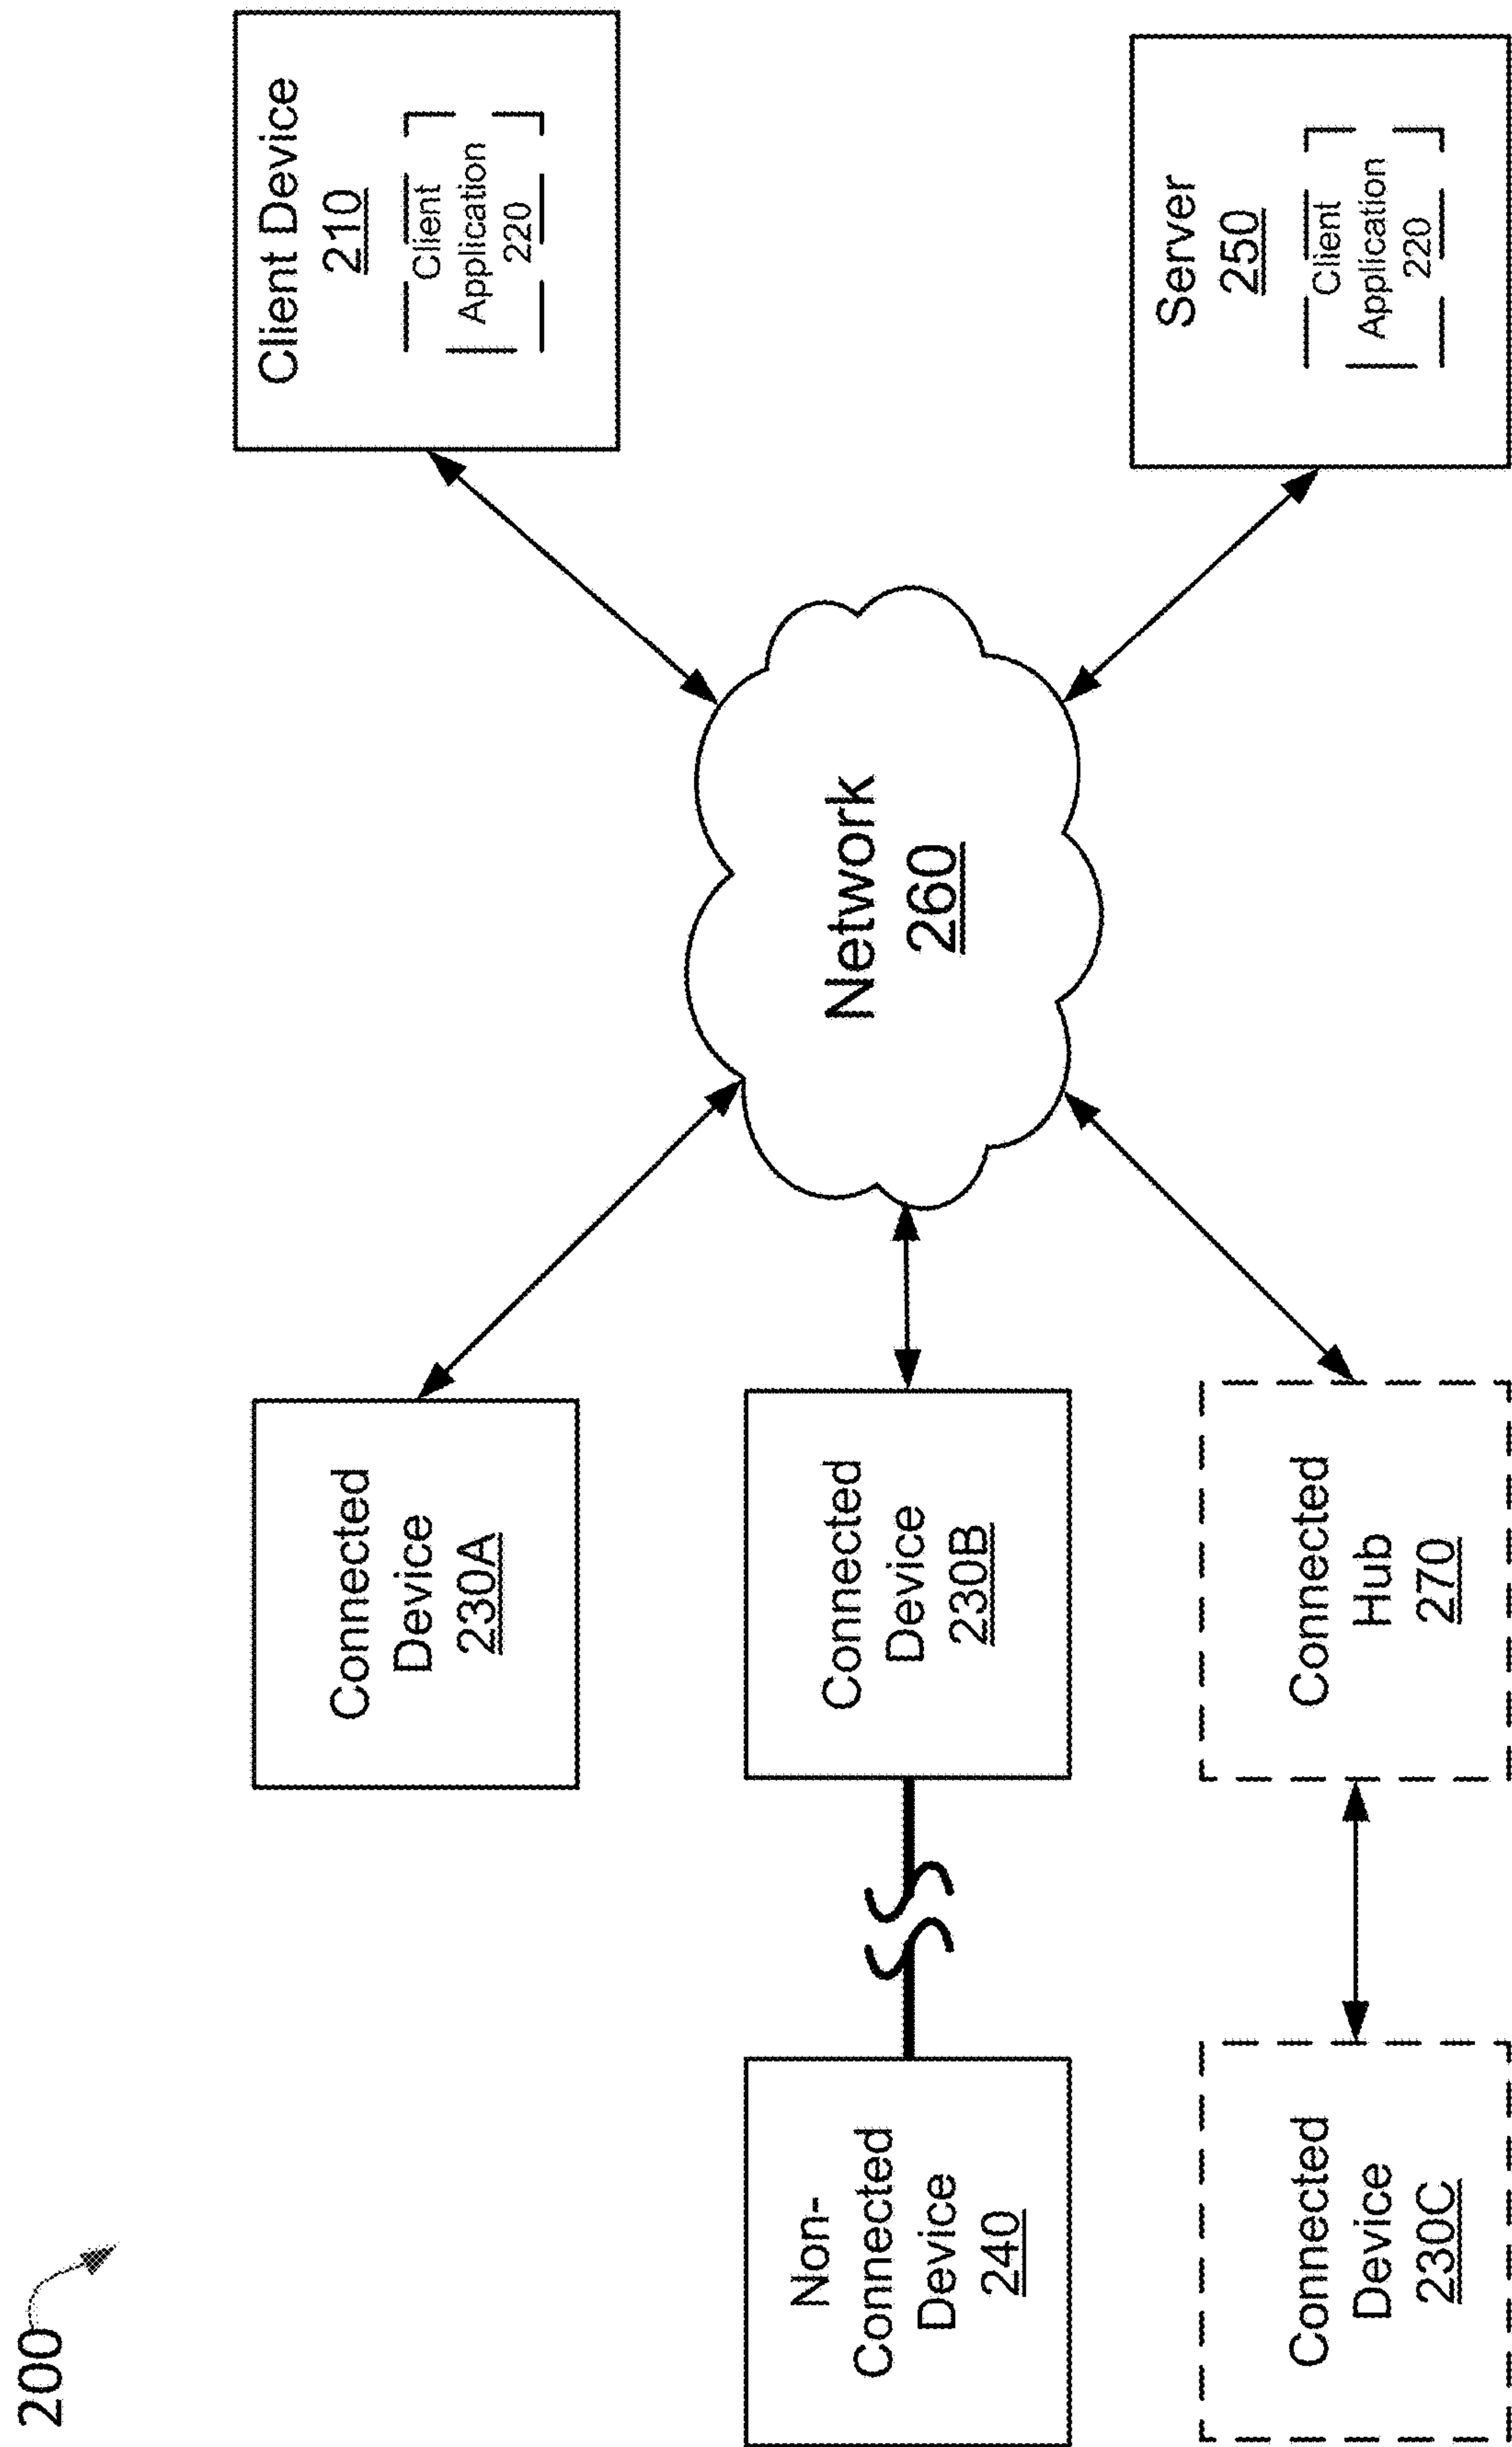 200
Connected
Device
230A
Client Device
210
Client
Application
220
Non-
Connected
Device
240
Connected
Device
230B
Network
260
Connected
Device
230C
Connected
Hub
270
Server
250
Client
Application
220